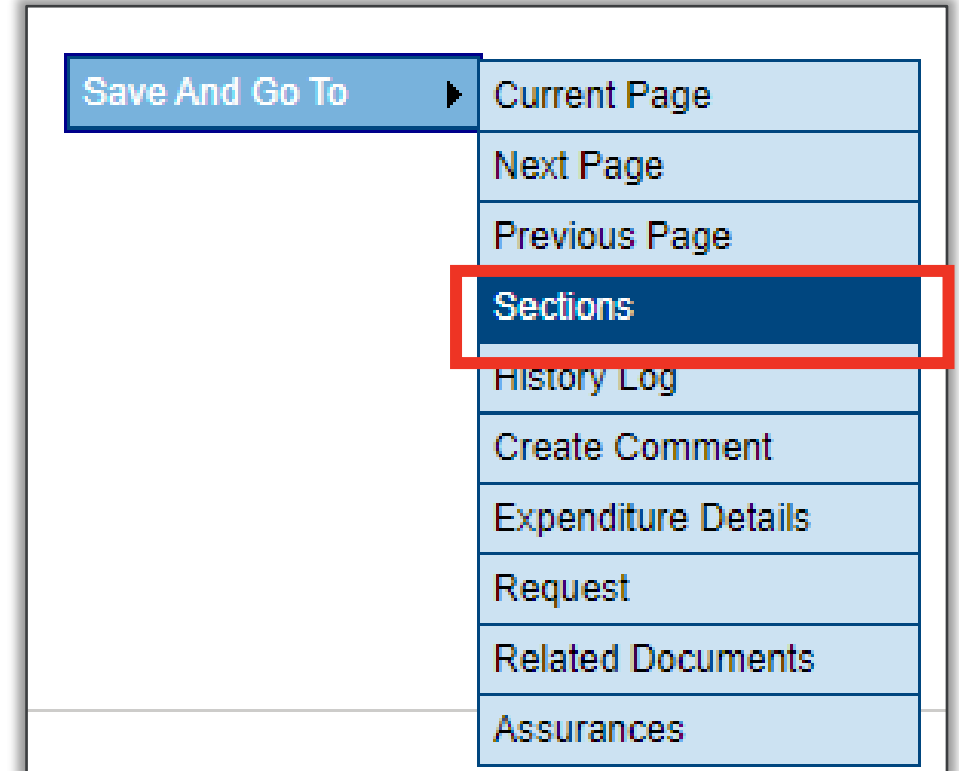 Save And Go To
Current Page
Next Page
Previous Page
Sections
History Log
Create Comment
Expenditure Details
Request
Related Documents
Assurances